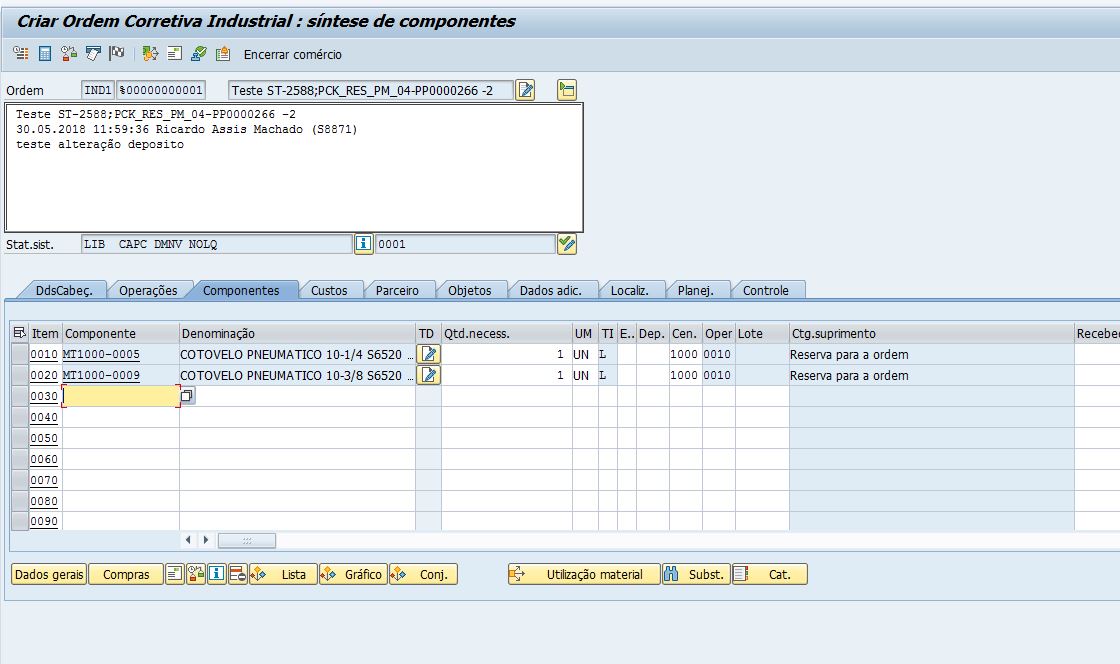 Criar Ordem Corretiva Industrial : síntese de componentes
Encerrar comércio
Ordem IND1 %00000000001 Teste ST-2588;PCK_RES_PM_04-PP0000266 -2
Teste ST-2588;PCK_RES_PM_04-PP0000266 -2
30.05.2018 11:59:36 Ricardo Assis Machado (S8871)
teste alteração deposito
Stat.sist. LIB CAPC DMNV NOLQ 0001
DdsCabeç. Operações Componentes Custos Parceiro Objetos Dados adic. Localiz. Planej. Controle
Item Componente Denominação TD Qtd.necess. UM TI E.. Dep. Cen. Oper Lote Ctg.suprimento Recebe
0010 MT1000-0005 COTOVELO PNEUMATICO 10-1/4 S6520 ... 1 UN L 1000 0010 Reserva para a ordem
0020 MT1000-0009 COTOVELO PNEUMATICO 10-3/8 S6520 ... 1 UN L 1000 0010 Reserva para a ordem
0030
0040
0050
0060
0070
0080
0090
Dados gerais Compras Lista Gráfico Conj. Utilização material Subst. Cat.